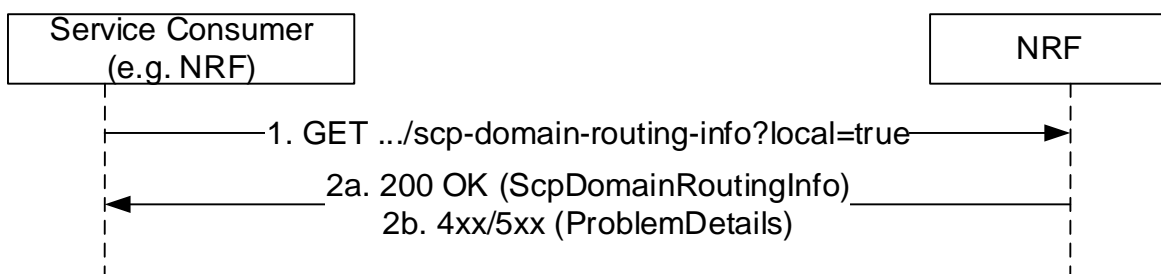 Service Consumer
(e.g. NRF)
NRF
1. GET .../scp-domain-routing-info?local=true
2a. 200 OK (ScpDomainRoutingInfo)
2b. 4xx/5xx (ProblemDetails)